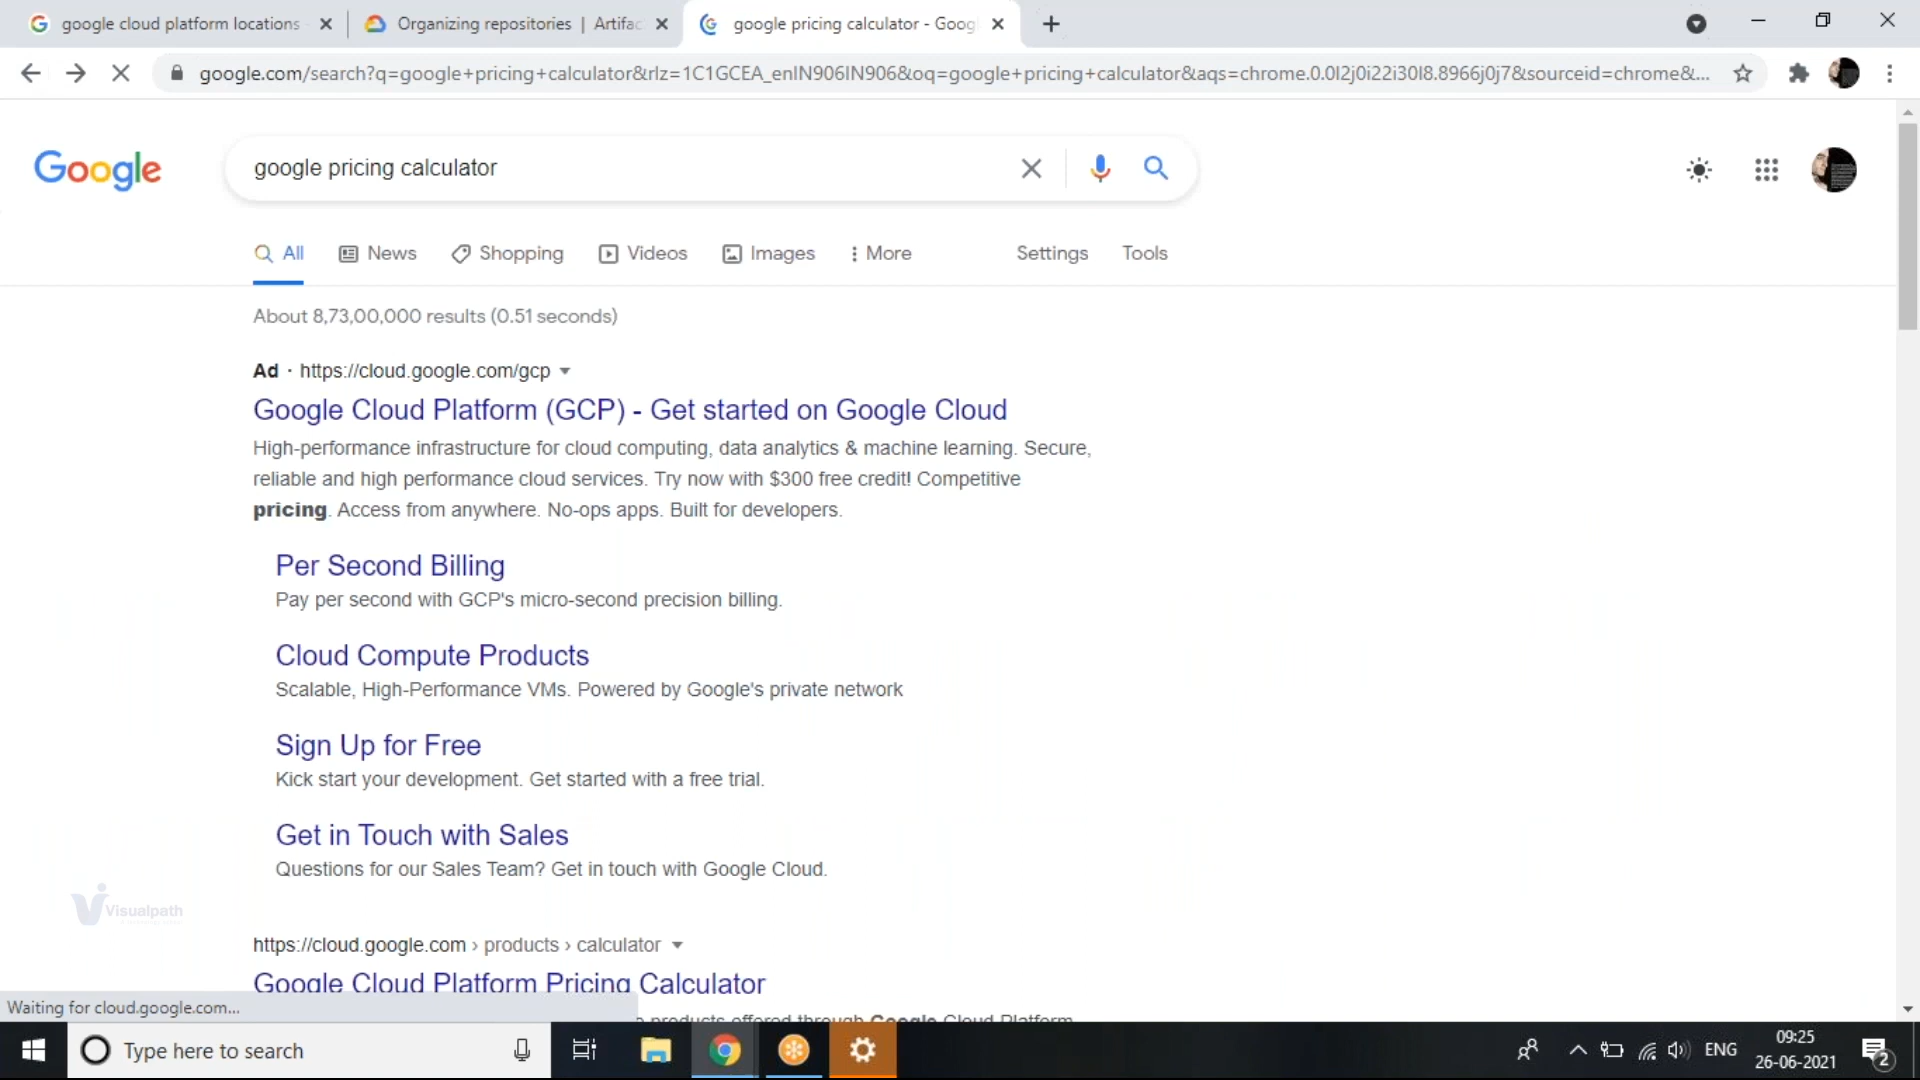 google cloud platform locations
Organizing repositories | Artifac
google pricing calculator - Goog
google.com/search?q=google+pricing+calculator&rlz=1C1GCEA_enIN906IN906&oq=google+pricing+calculator&aqs=chrome.0.0l2j0i22i30l8.8966j0j7&sourceid=chrome&...
Google
google pricing calculator
All News Shopping Videos Images More Settings Tools
About 8,73,00,000 results (0.51 seconds)
Ad · https://cloud.google.com/gcp
Google Cloud Platform (GCP) - Get started on Google Cloud
High-performance infrastructure for cloud computing, data analytics & machine learning. Secure,
reliable and high performance cloud services. Try now with $300 free credit! Competitive
pricing. Access from anywhere. No-ops apps. Built for developers.
Per Second Billing
Pay per second with GCP's micro-second precision billing.
Cloud Compute Products
Scalable, High-Performance VMs. Powered by Google's private network
Sign Up for Free
Kick start your development. Get started with a free trial.
Get in Touch with Sales
Questions for our Sales Team? Get in touch with Google Cloud.
Visualpath
https://cloud.google.com › products › calculator
Google Cloud Platform Pricing Calculator
products offered through Google Cloud Platform
Waiting for cloud.google.com...
Type here to search
ENG
09:25
26-06-2021
2